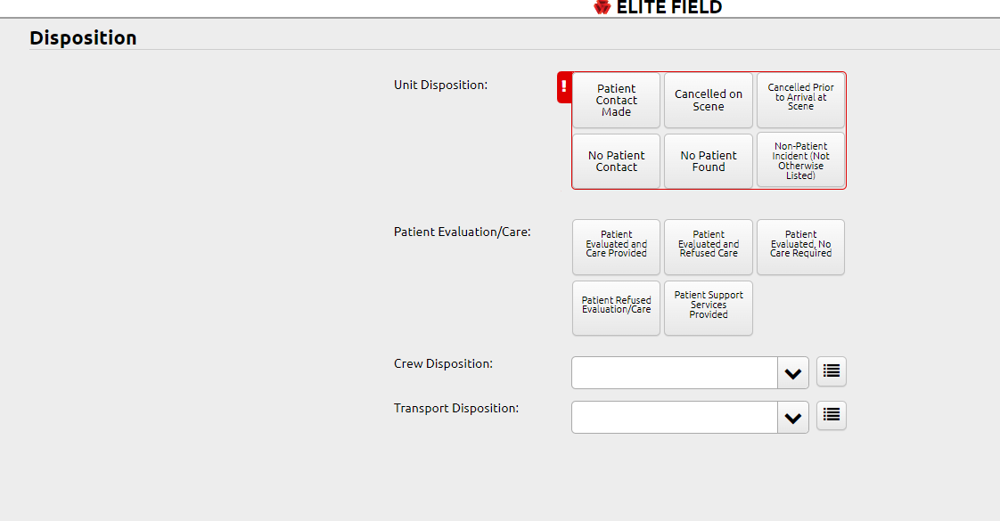 ELITE FIELD
Disposition
Unit Disposition:
!
Patient
Contact
Made
Cancelled on
Scene
Cancelled Prior
to Arrival at
Scene
No Patient
Contact
No Patient
Found
Non-Patient
Incident (Not
Otherwise
Listed)
Patient Evaluation/Care:
Patient
Evaluated and
Care Provided
Patient
Evaluated and
Refused Care
Patient
Evaluated, No
Care Required
Patient Refused
Evaluation/Care
Patient Support
Services
Provided
Crew Disposition:
Transport Disposition: